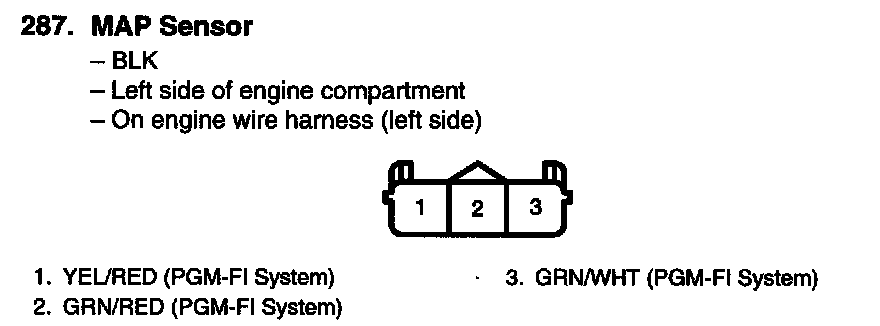 287. MAP Sensor
– BLK
– Left side of engine compartment
– On engine wire harness (left side)
1 2 3
1. YEL/RED (PGM-FI System)
2. GRN/RED (PGM-FI System)
3. GRN/WHT (PGM-FI System)